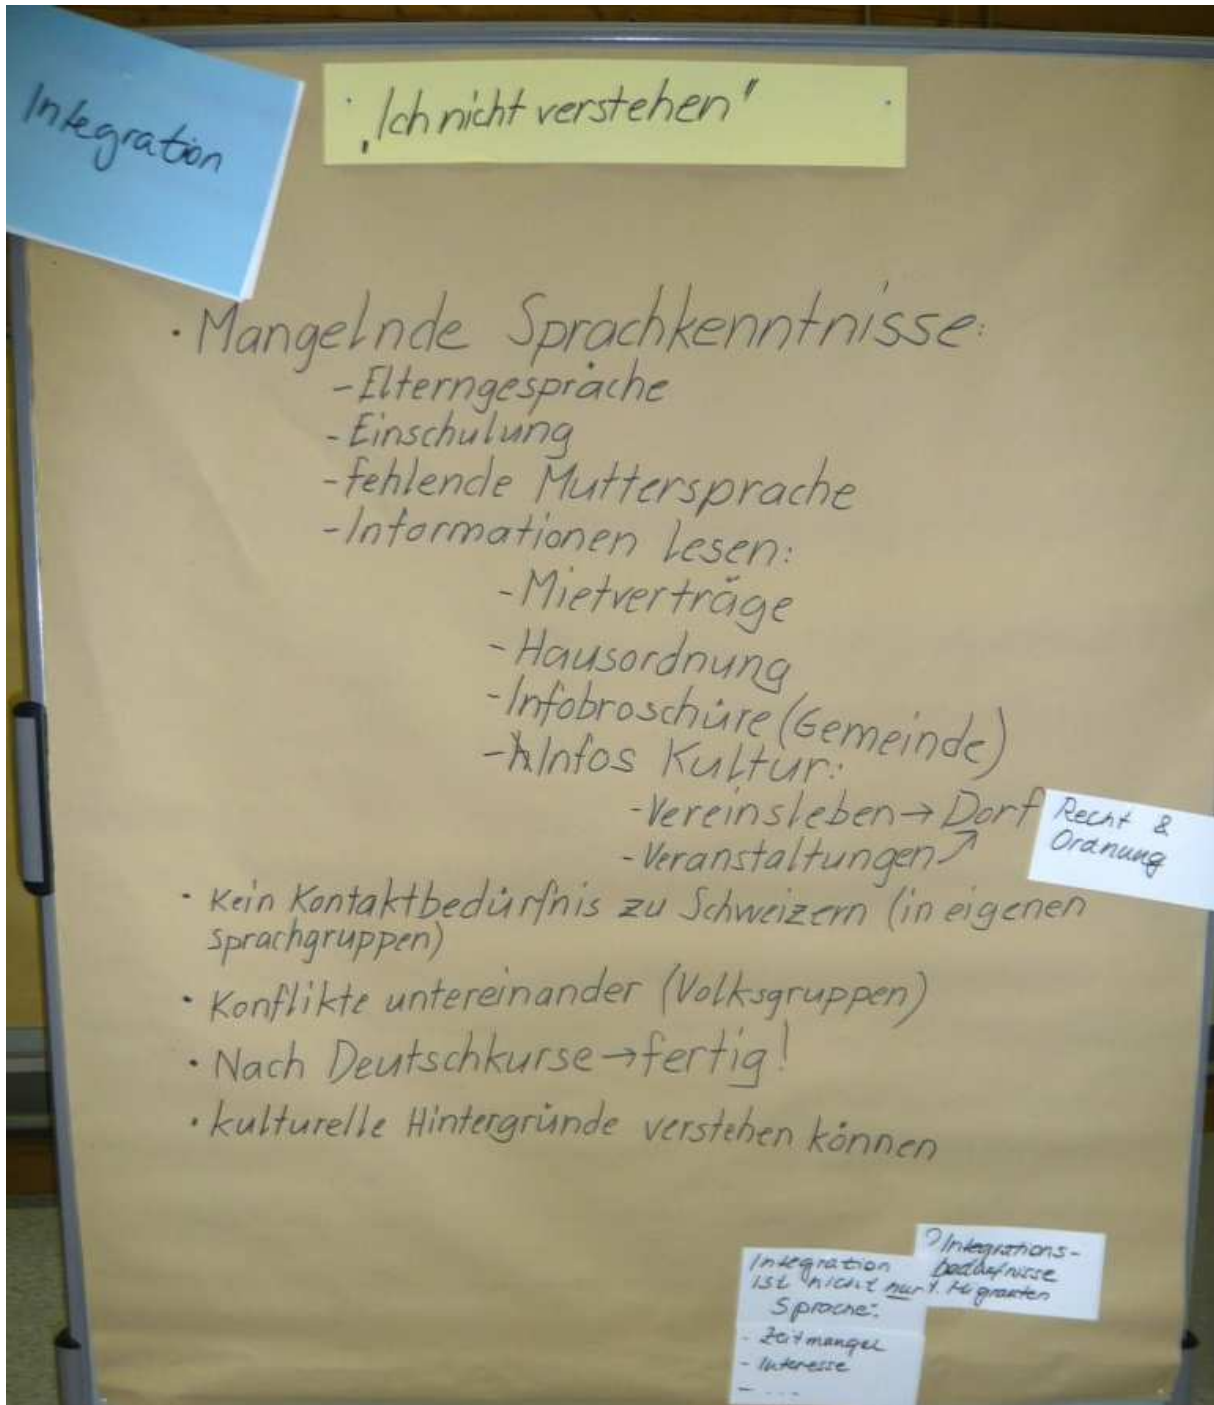 Integration
„Ich nicht verstehen"
• Mangelnde Sprachkenntnisse:
- Elterngespräche
- Einschulung
- fehlende Muttersprache
- Informationen lesen:
- Mietverträge
- Hausordnung
- Infobroschüre (Gemeinde)
- Infos Kultur:
- Vereinsleben → Dorf
- Veranstaltungen ↗
Recht &
Ordnung
• Kein Kontaktbedürfnis zu Schweizern (in eigenen
Sprachgruppen)
• Konflikte untereinander (Volksgruppen)
• Nach Deutschkurse → fertig!
• kulturelle Hintergründe verstehen können
Integration
ist nicht nur
Sprache:
- Zeitmangel
- Interesse
- ...
? Integrations-
bedürfnisse
f. Migranten